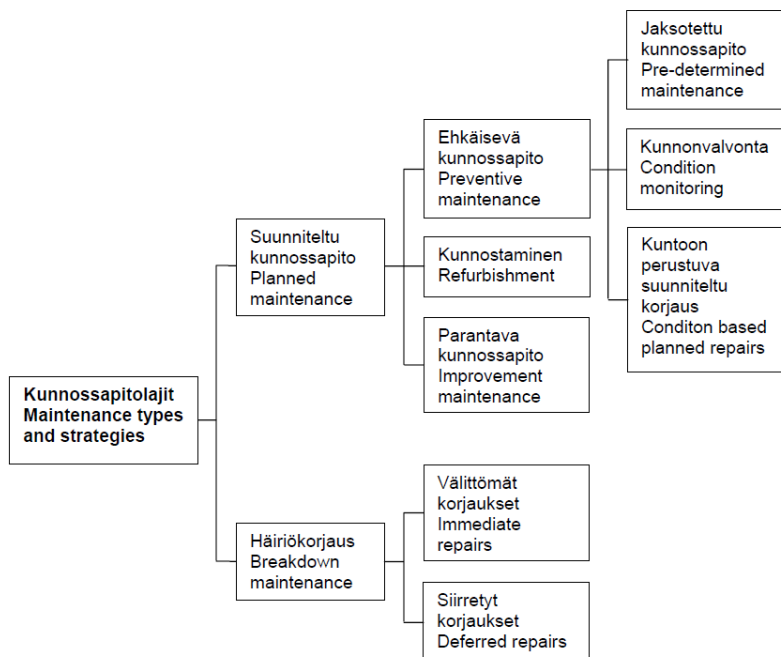 Kunnossapitolajit
Maintenance types
and strategies
Suunniteltu
kunnossapito
Planned
maintenance
Ehkäisevä
kunnossapito
Preventive
maintenance
Jaksotettu
kunnossapito
Pre-determined
maintenance
Kunnonvalvonta
Condition
monitoring
Kuntoon
perustuva
suunniteltu
korjaus
Conditon based
planned repairs
Kunnostaminen
Refurbishment
Parantava
kunnossapito
Improvement
maintenance
Häiriökorjaus
Breakdown
maintenance
Välittömät
korjaukset
Immediate
repairs
Siirretyt
korjaukset
Deferred repairs